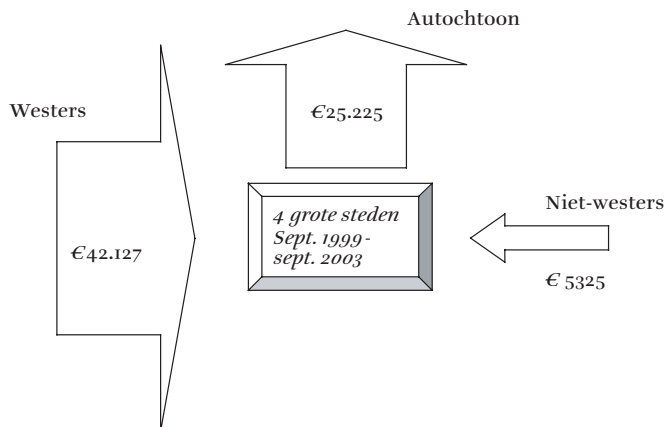 Autochtoon
Westers
€25.225
Niet-westers
4 grote steden
Sept. 1999-
sept. 2003
€42.127
€ 5325